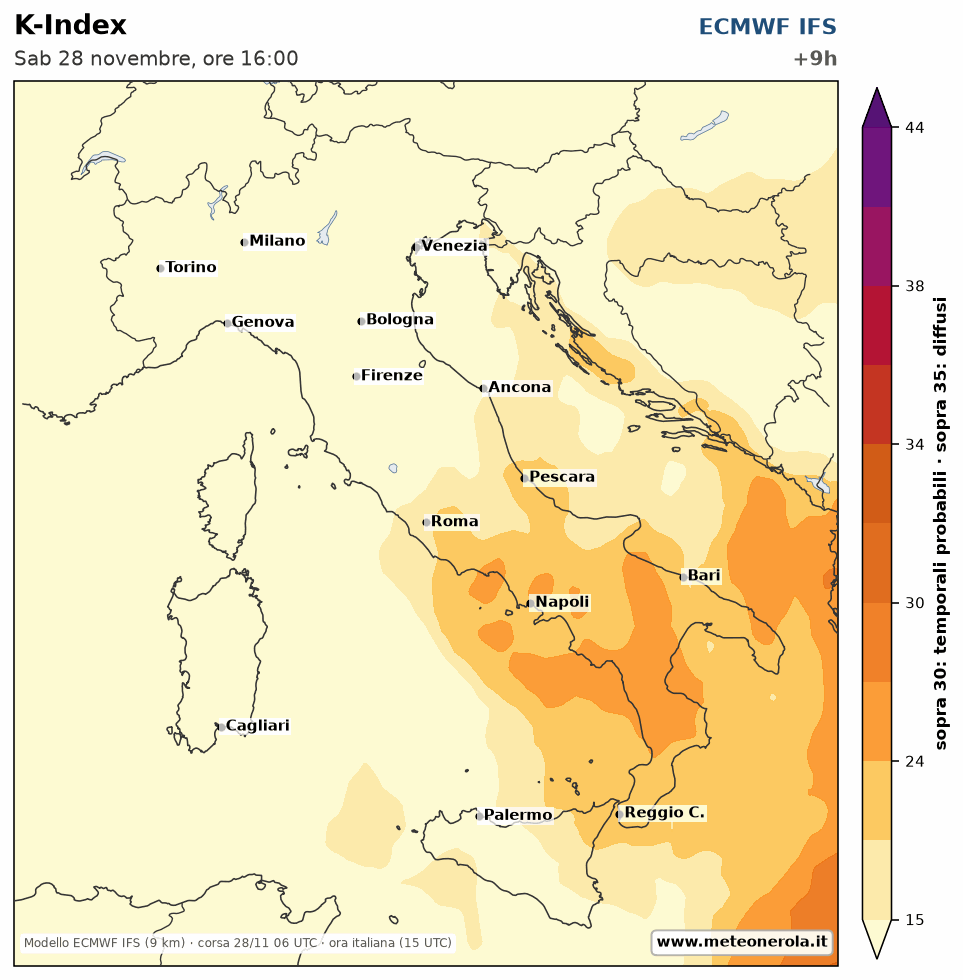 K-Index
ECMWF IFS
Sab 28 novembre, ore 16:00
+9h
Milano
Venezia
Torino
Genova
Bologna
Firenze
Ancona
Pescara
Roma
Bari
Napoli
Cagliari
Palermo
Reggio C.
44
38
34
30
24
15
sopra 30: temporali probabili · sopra 35: diffusi
Modello ECMWF IFS (9 km) · corsa 28/11 06 UTC · ora italiana (15 UTC)
www.meteonerola.it